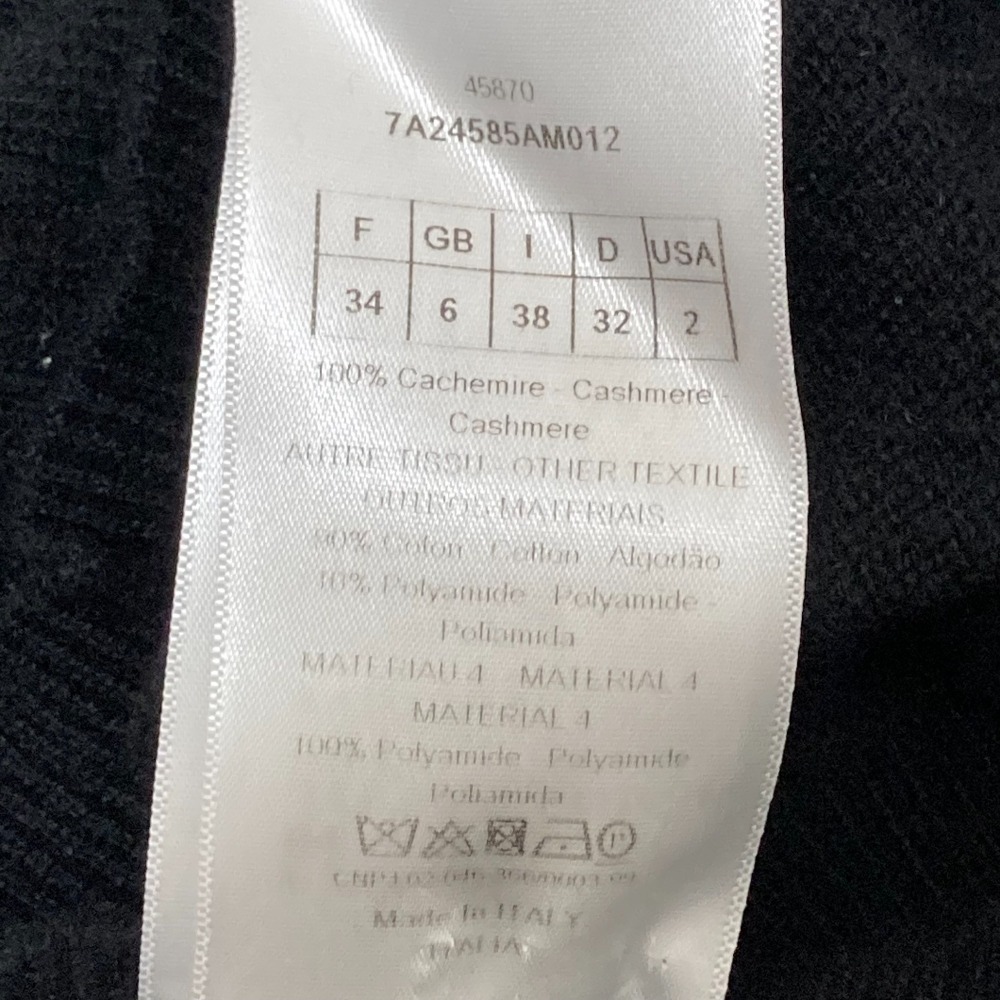 45870
7A24585AM012
F GB I D USA
34 6 38 32 2
100% Cachemire - Cashmere -
Cashmere
AUTRE TISSU - OTHER TEXTILE
OUTROS MATERIAIS
90% Coton - Cotton - Algodão
10% Polyamide - Polyamide -
Poliamida
MATERIAU 4 - MATERIAL 4
MATERIAL 4
100% Polyamide - Polyamide
Poliamida
Made In ITALY
ITALIA